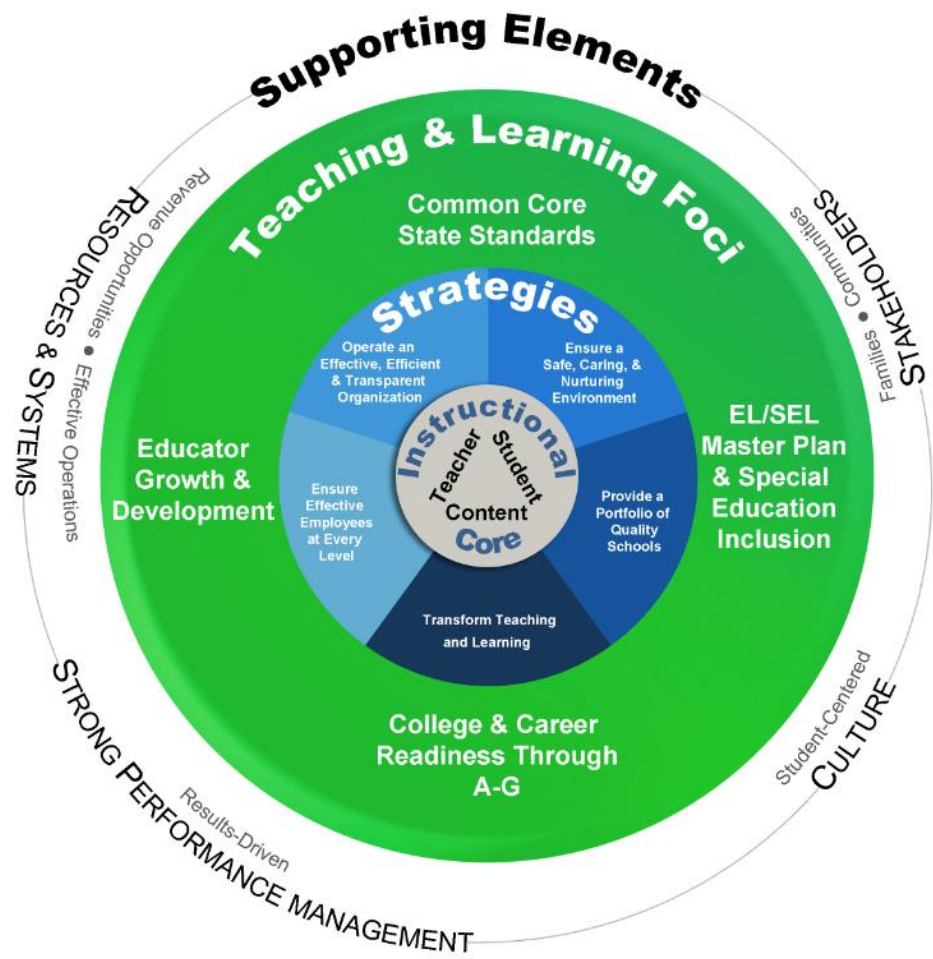 Supporting Elements
Teaching & Learning Foci
Common Core
State Standards
Strategies
Operate an
Effective, Efficient
& Transparent
Organization
Ensure a
Safe, Caring, &
Nurturing
Environment
Instructional
Teacher
Student
Content
Core
Ensure
Effective
Employees
at Every
Level
Provide a
Portfolio of
Quality
Schools
Transform Teaching
and Learning
Educator
Growth &
Development
EL/SEL
Master Plan
& Special
Education
Inclusion
College & Career
Readiness Through
A-G
RESOURCES & SYSTEMS
Revenue Opportunities ● Effective Operations
STAKEHOLDERS
Families ● Communities
STRONG PERFORMANCE MANAGEMENT
Results-Driven
CULTURE
Student-Centered